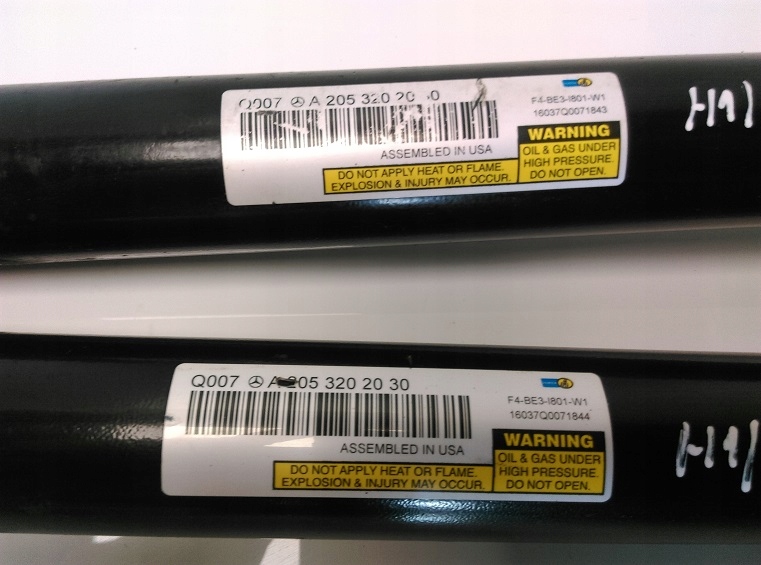 Q007 A 205 320 20
F4-BE3-I801-W1
16037Q0071843
ASSEMBLED IN USA
WARNING
OIL & GAS UNDER
HIGH PRESSURE.
DO NOT OPEN.
DO NOT APPLY HEAT OR FLAME.
EXPLOSION & INJURY MAY OCCUR.
Q007 A 205 320 20 30
F4-BE3-I801-W1
16037Q0071844
ASSEMBLED IN USA
WARNING
OIL & GAS UNDER
HIGH PRESSURE.
DO NOT OPEN.
DO NOT APPLY HEAT OR FLAME.
EXPLOSION & INJURY MAY OCCUR.